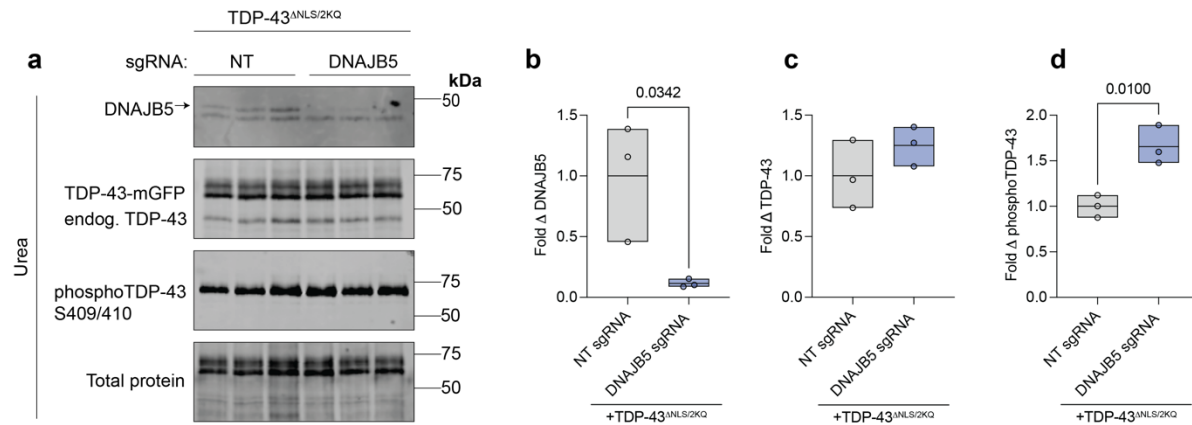 TDP-43ΔNLS/2KQ
a
sgRNA: NT DNAJB5
kDa
DNAJB5
50
TDP-43-mGFP
endog. TDP-43
75
50
phosphoTDP-43
S409/410
75
50
Total protein
75
50
Urea
b
0.0342
Fold Δ DNAJB5
1.5
1.0
0.5
0.0
NT sgRNA
DNAJB5 sgRNA
+TDP-43ΔNLS/2KQ
c
Fold Δ TDP-43
1.5
1.0
0.5
0.0
NT sgRNA
DNAJB5 sgRNA
+TDP-43ΔNLS/2KQ
d
0.0100
Fold Δ phosphoTDP-43
2.0
1.5
1.0
0.5
0.0
NT sgRNA
DNAJB5 sgRNA
+TDP-43ΔNLS/2KQ